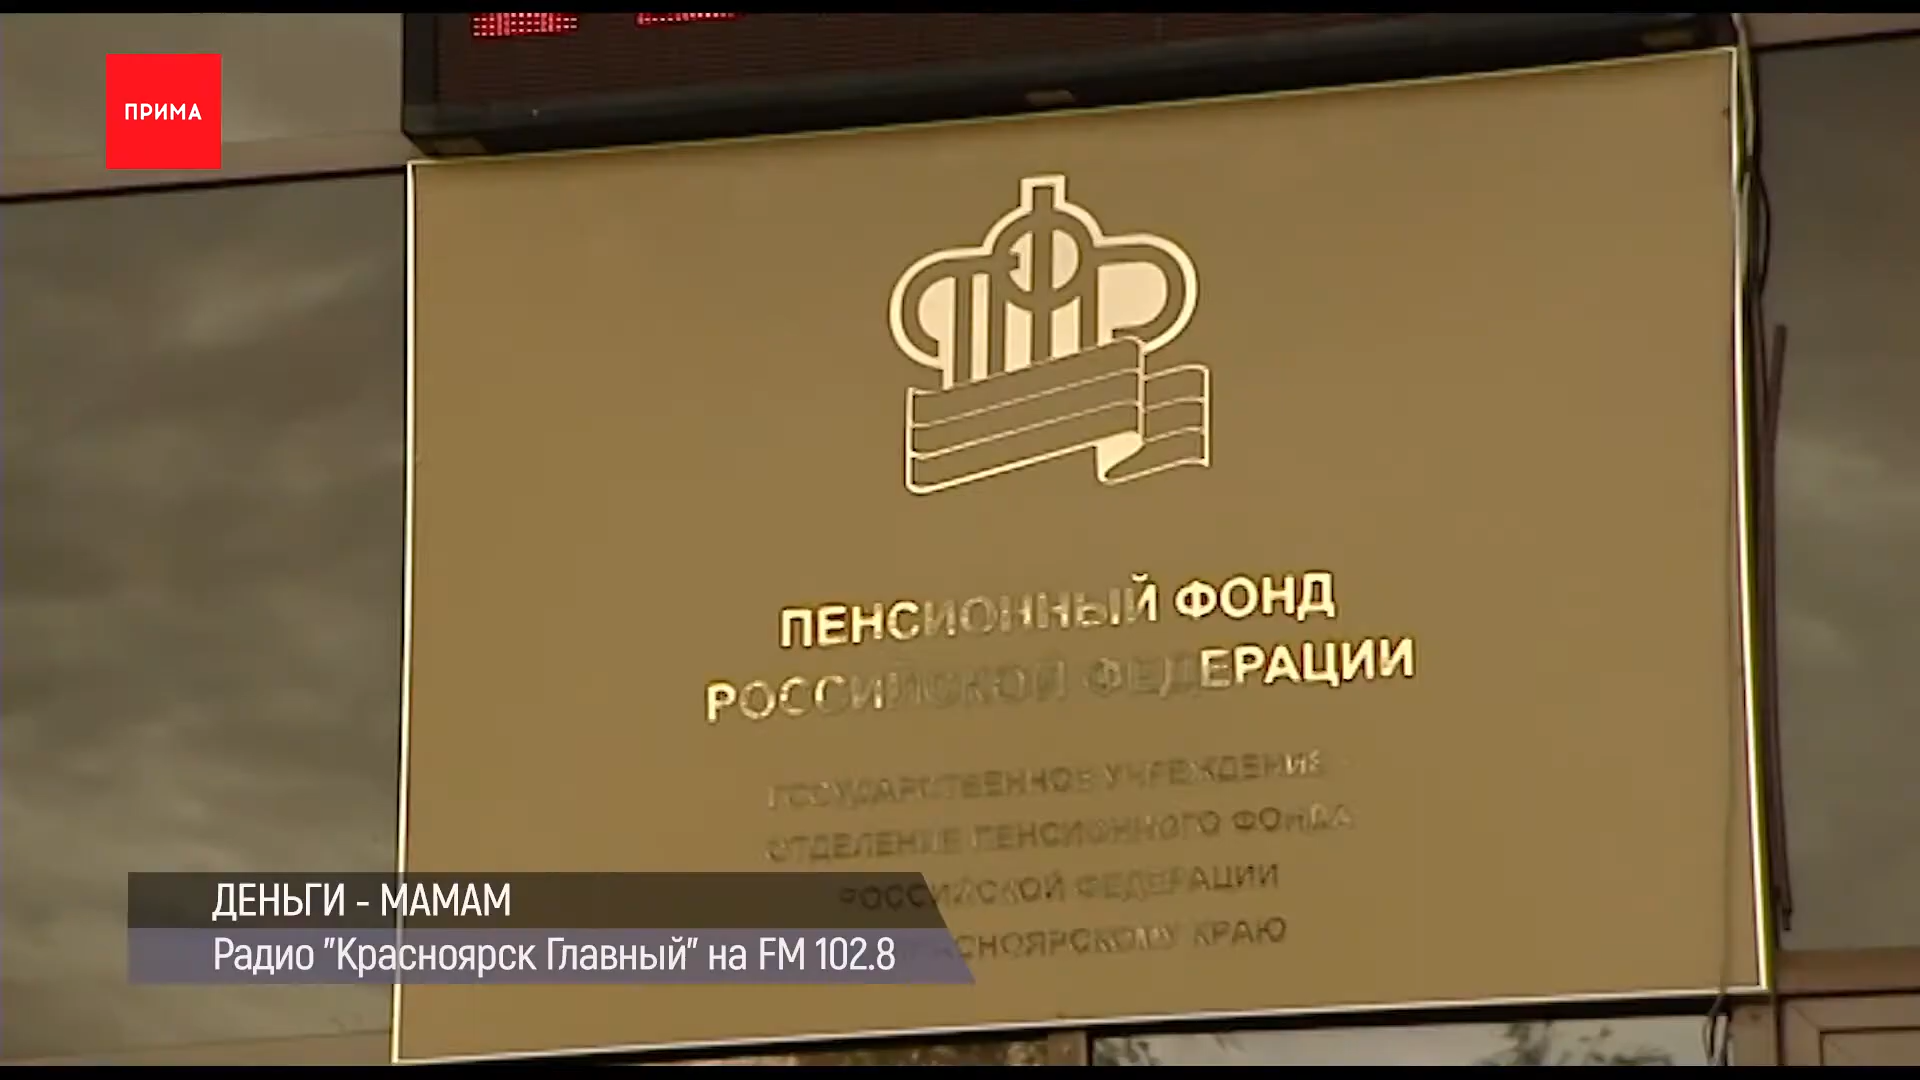 ПРИМА
ПЕНСИОННЫЙ ФОНД
РОССИЙСКОЙ ФЕДЕРАЦИИ
ГОСУДАРСТВЕННОЕ УЧРЕЖДЕНИЕ -
ОТДЕЛЕНИЕ ПЕНСИОННОГО ФОНДА
РОССИЙСКОЙ ФЕДЕРАЦИИ
КРАСНОЯРСКОМУ КРАЮ
ДЕНЬГИ - МАМАМ
Радио "Красноярск Главный" на FM 102.8